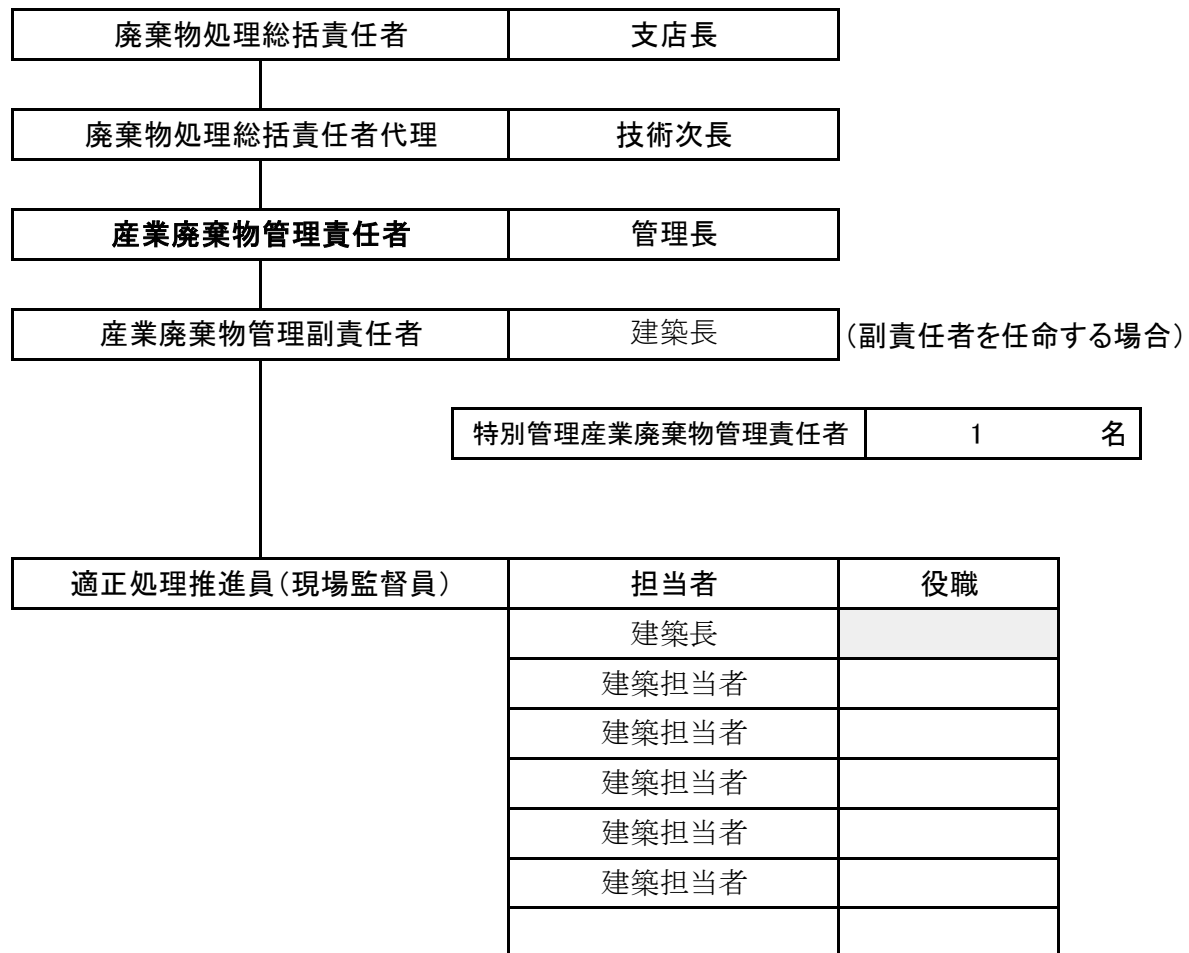 廃棄物処理総括責任者 支店長
廃棄物処理総括責任者代理 技術次長
産業廃棄物管理責任者 管理長
産業廃棄物管理副責任者 建築長 (副責任者を任命する場合)
特別管理産業廃棄物管理責任者 1 名
適正処理推進員(現場監督員) 担当者 役職
建築長
建築担当者
建築担当者
建築担当者
建築担当者
建築担当者